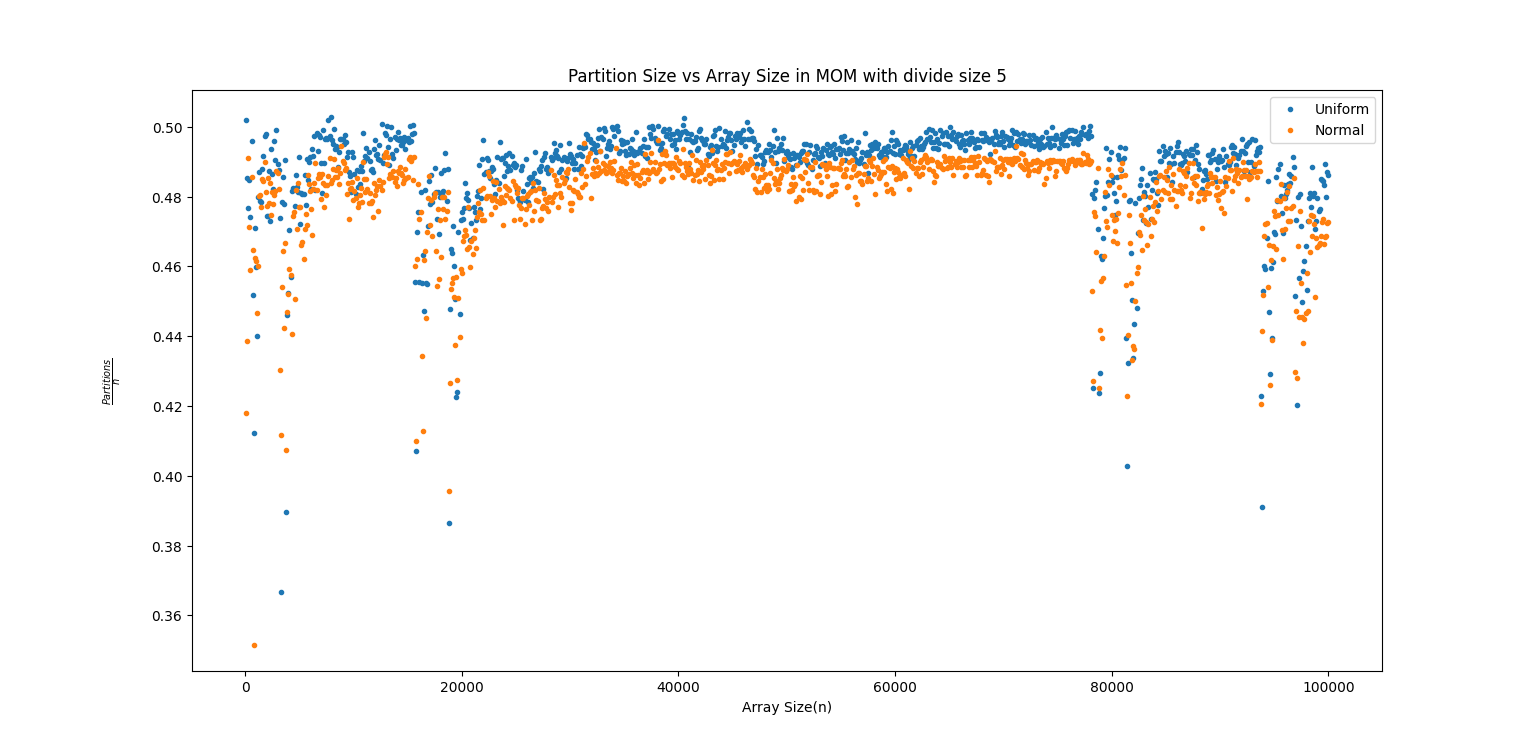 Partition Size vs Array Size in MOM with divide size 5
Uniform
Normal
0.50
0.48
0.46
0.44
0.42
0.40
0.38
0.36
Partitions
n
0 20000 40000 60000 80000 100000
Array Size(n)